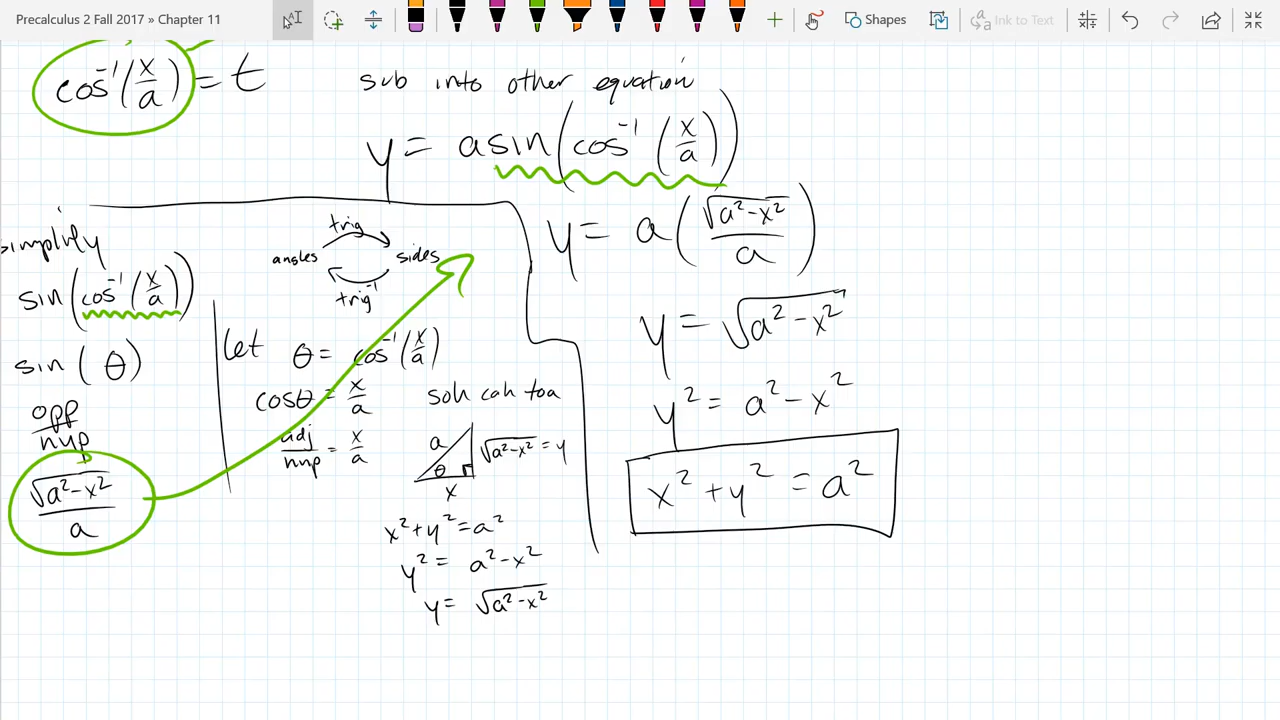 Precalculus 2 Fall 2017 » Chapter 11
Shapes
Ink to Text
cos⁻¹(x/a) = t
sub into other equation
y = a sin(cos⁻¹(x/a))
simplify
sin(cos⁻¹(x/a))
sin(θ)
opp/hyp
√(a²-x²)/a
trig
angles sides
trig⁻¹
let θ = cos⁻¹(x/a)
cosθ = x/a
adj/hyp = x/a
soh cah toa
a √(a²-x²) = y
θ
x
x²+y²=a²
y² = a²-x²
y = √(a²-x²)
y = a(√(a²-x²)/a)
y = √(a²-x²)
y² = a²-x²
x²+y² = a²